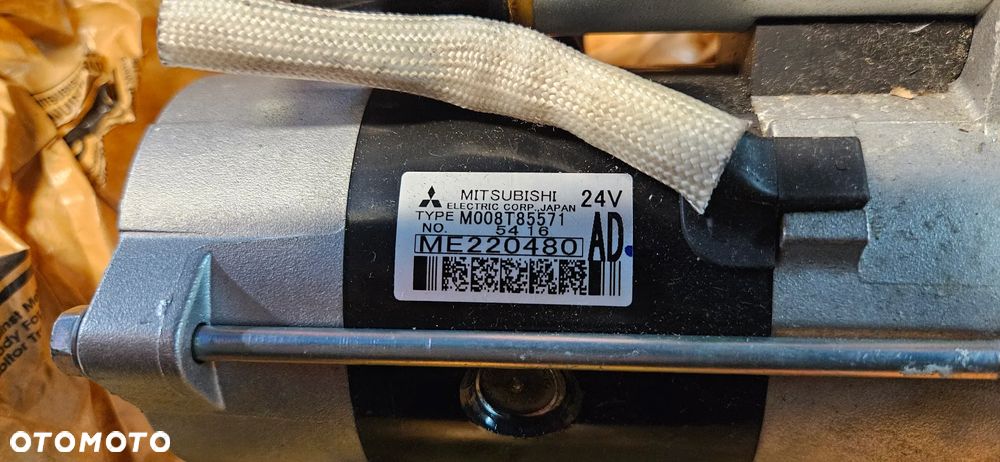 MITSUBISHI 24V
ELECTRIC CORP.,JAPAN
TYPE M008T85571
NO. 5416 AD
ME220480
OTOMOTO